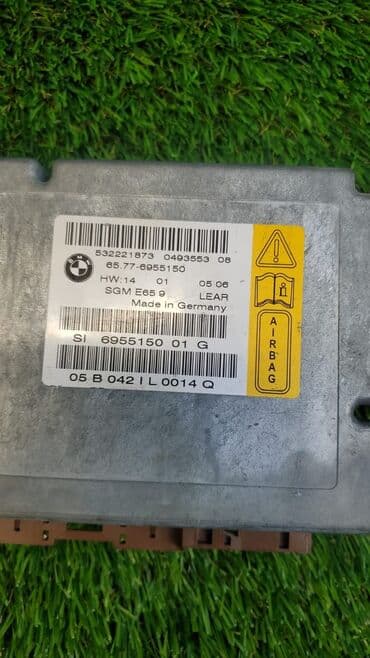 532221873 0493553 08
BMW
65.77-6955150
HW:14 01 05 06
SGM E65 9 LEAR
Made in Germany
SI 6955150 01 G
05 B 042 I L 0014 Q
AIRBAG